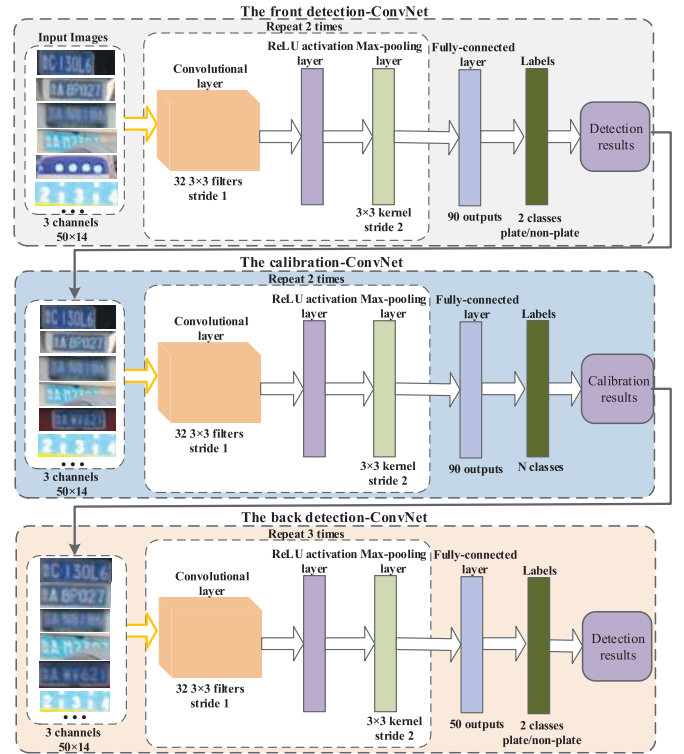 The front detection-ConvNet
Repeat 2 times
Input Images
C 130L6
A 8P027
Convolutional
layer
ReLU activation
layer
Max-pooling
layer
Fully-connected
layer
Labels
Detection
results
32 3×3 filters
stride 1
3×3 kernel
stride 2
90 outputs
2 classes
plate/non-plate
3 channels
50×14
The calibration-ConvNet
Repeat 2 times
C 130L6
A 8P027
Convolutional
layer
ReLU activation
layer
Max-pooling
layer
Fully-connected
layer
Labels
Calibration
results
32 3×3 filters
stride 1
3×3 kernel
stride 2
90 outputs
N classes
3 channels
50×14
The back detection-ConvNet
Repeat 3 times
C 130L6
A 8P027
Convolutional
layer
ReLU activation
layer
Max-pooling
layer
Fully-connected
layer
Labels
Detection
results
32 3×3 filters
stride 1
3×3 kernel
stride 2
50 outputs
2 classes
plate/non-plate
3 channels
50×14